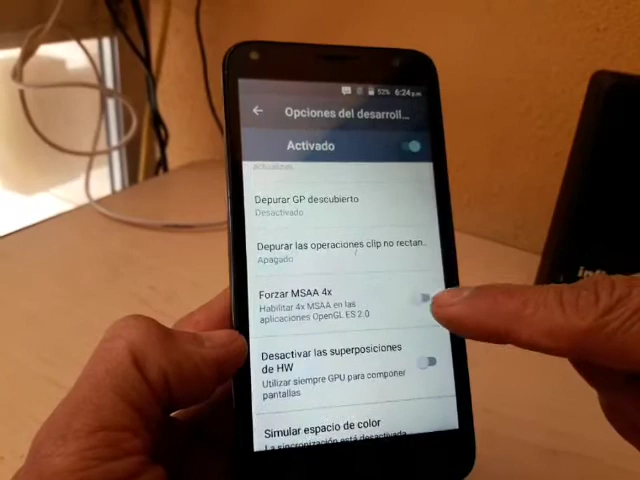 52% 6:24p.m.
Opciones del desarroll...
Activado
Depurar GP descubierto
Desactivado
Depurar las operaciones clip no rectan..
Apagado
Forzar MSAA 4x
Habilitar 4x MSAA en las
aplicaciones OpenGL ES 2.0
Desactivar las superposiciones
de HW
Utilizar siempre GPU para componer
pantallas
Simular espacio de color
La sincronización está desactivada